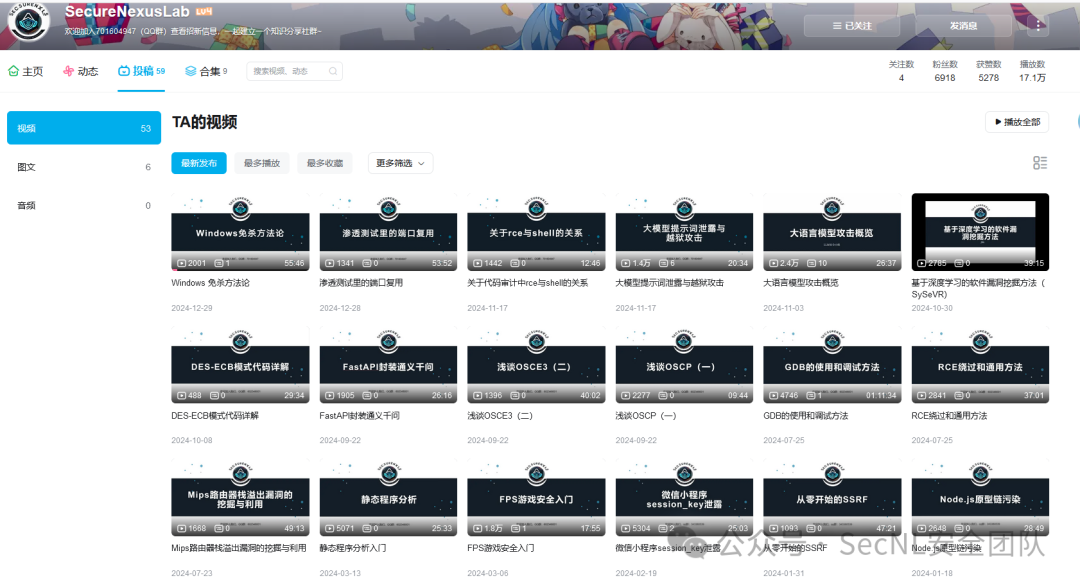 SecureNexusLab LV4
欢迎加入701604947（QQ群）查看招新信息，一起建立一个知识分享社群~
已关注
发消息
主页 动态 投稿 59 合集 9 搜索视频、动态
关注数 粉丝数 获赞数 播放数
4 6918 5278 17.1万
视频 53
图文 6
音频 0
TA的视频
播放全部
最新发布 最多播放 最多收藏 更多筛选
Windows免杀方法论
2001 1 55:46
Windows 免杀方法论
2024-12-29
渗透测试里的端口复用
1341 0 53:52
渗透测试里的端口复用
2024-12-28
关于rce与shell的关系
1442 0 12:46
关于代码审计中rce与shell的关系
2024-11-17
大模型提示词泄露与
越狱攻击
1.4万 6 20:34
大模型提示词泄露与越狱攻击
2024-11-17
大语言模型攻击概览
2.4万 10 26:37
大语言模型攻击概览
2024-11-03
基于深度学习的软件漏
洞挖掘方法
2785 0 39:15
基于深度学习的软件漏洞挖掘方法（
SySeVR)
2024-10-30
DES-ECB模式代码详解
488 0 29:34
DES-ECB模式代码详解
2024-10-08
FastAPI封装通义千问
1905 0 26:16
FastAPI封装通义千问
2024-09-22
浅谈OSCE3（二）
1396 0 40:02
浅谈OSCE3（二）
2024-09-22
浅谈OSCP（一）
2277 0 09:44
浅谈OSCP（一）
2024-09-22
GDB的使用和调试方法
4746 1 01:11:34
GDB的使用和调试方法
2024-07-25
RCE绕过和通用方法
2841 0 37:01
RCE绕过和通用方法
2024-07-25
Mips路由器栈溢出漏洞的
挖掘与利用
1668 0 49:13
Mips路由器栈溢出漏洞的挖掘与利用
2024-07-23
静态程序分析
5071 0 25:33
静态程序分析入门
2024-03-13
FPS游戏安全入门
1.8万 1 17:55
FPS游戏安全入门
2024-03-06
微信小程序
session_key泄露
5304 2 25:03
微信小程序session_key泄露
2024-02-19
从零开始的SSRF
1093 0 47:21
从零开始的SSRF
2024-01-31
Node.js原型链污染
2648 0 28:49
Node.js原型链污染
2024-01-18
公众号 · SecNL安全团队